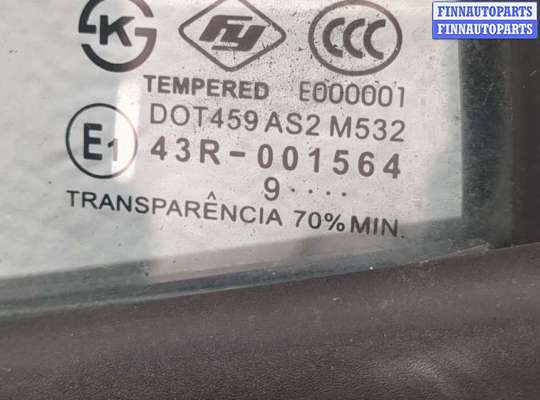 FINNAUTOPARTS
FINNAUTOPARTS
K
FY
CCC
TEMPERED E000001
DOT459 AS2 M532
E1
43R-001564
9····
TRANSPARÊNCIA 70% MIN.